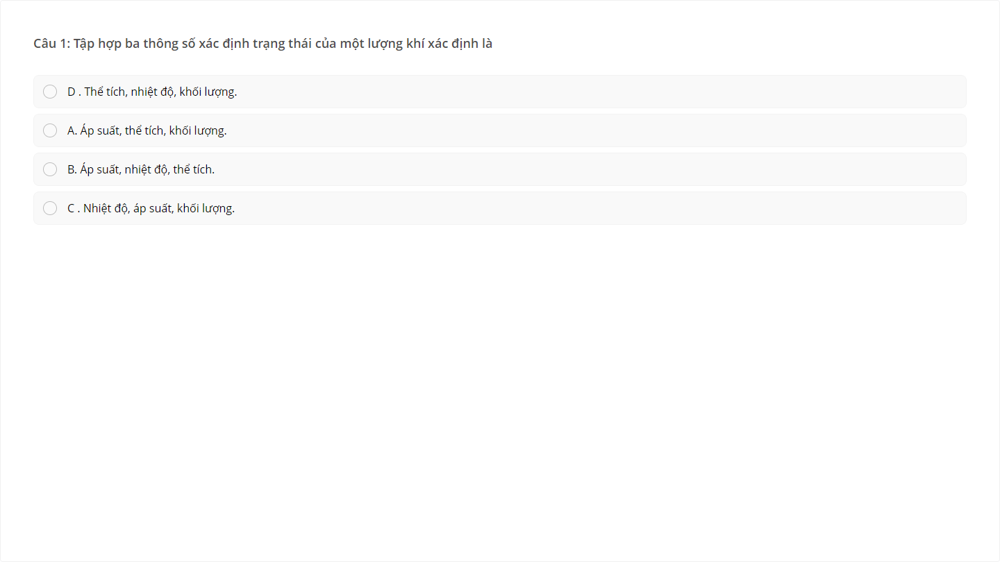 Câu 1: Tập hợp ba thông số xác định trạng thái của một lượng khí xác định là
D . Thể tích, nhiệt độ, khối lượng.
A. Áp suất, thể tích, khối lượng.
B. Áp suất, nhiệt độ, thể tích.
C . Nhiệt độ, áp suất, khối lượng.